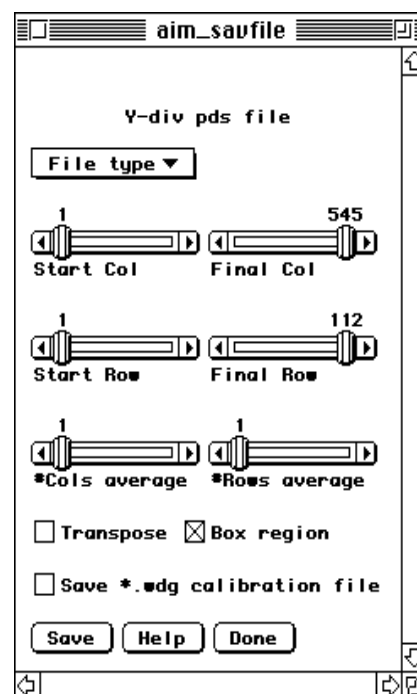 aim_savfile
Y-div pds file
File type
1 545
Start Col Final Col
1 112
Start Row Final Row
1 1
#Cols average #Rows average
Transpose Box region
Save *.wdg calibration file
Save Help Done